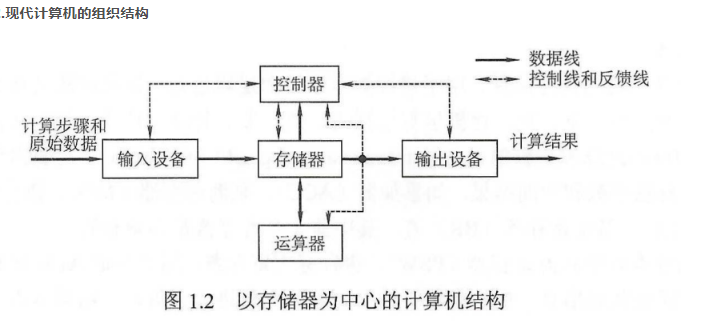 .现代计算机的组织结构
数据线
控制线和反馈线
控制器
计算步骤和
原始数据
输入设备
存储器
输出设备
计算结果
运算器
图 1.2 以存储器为中心的计算机结构